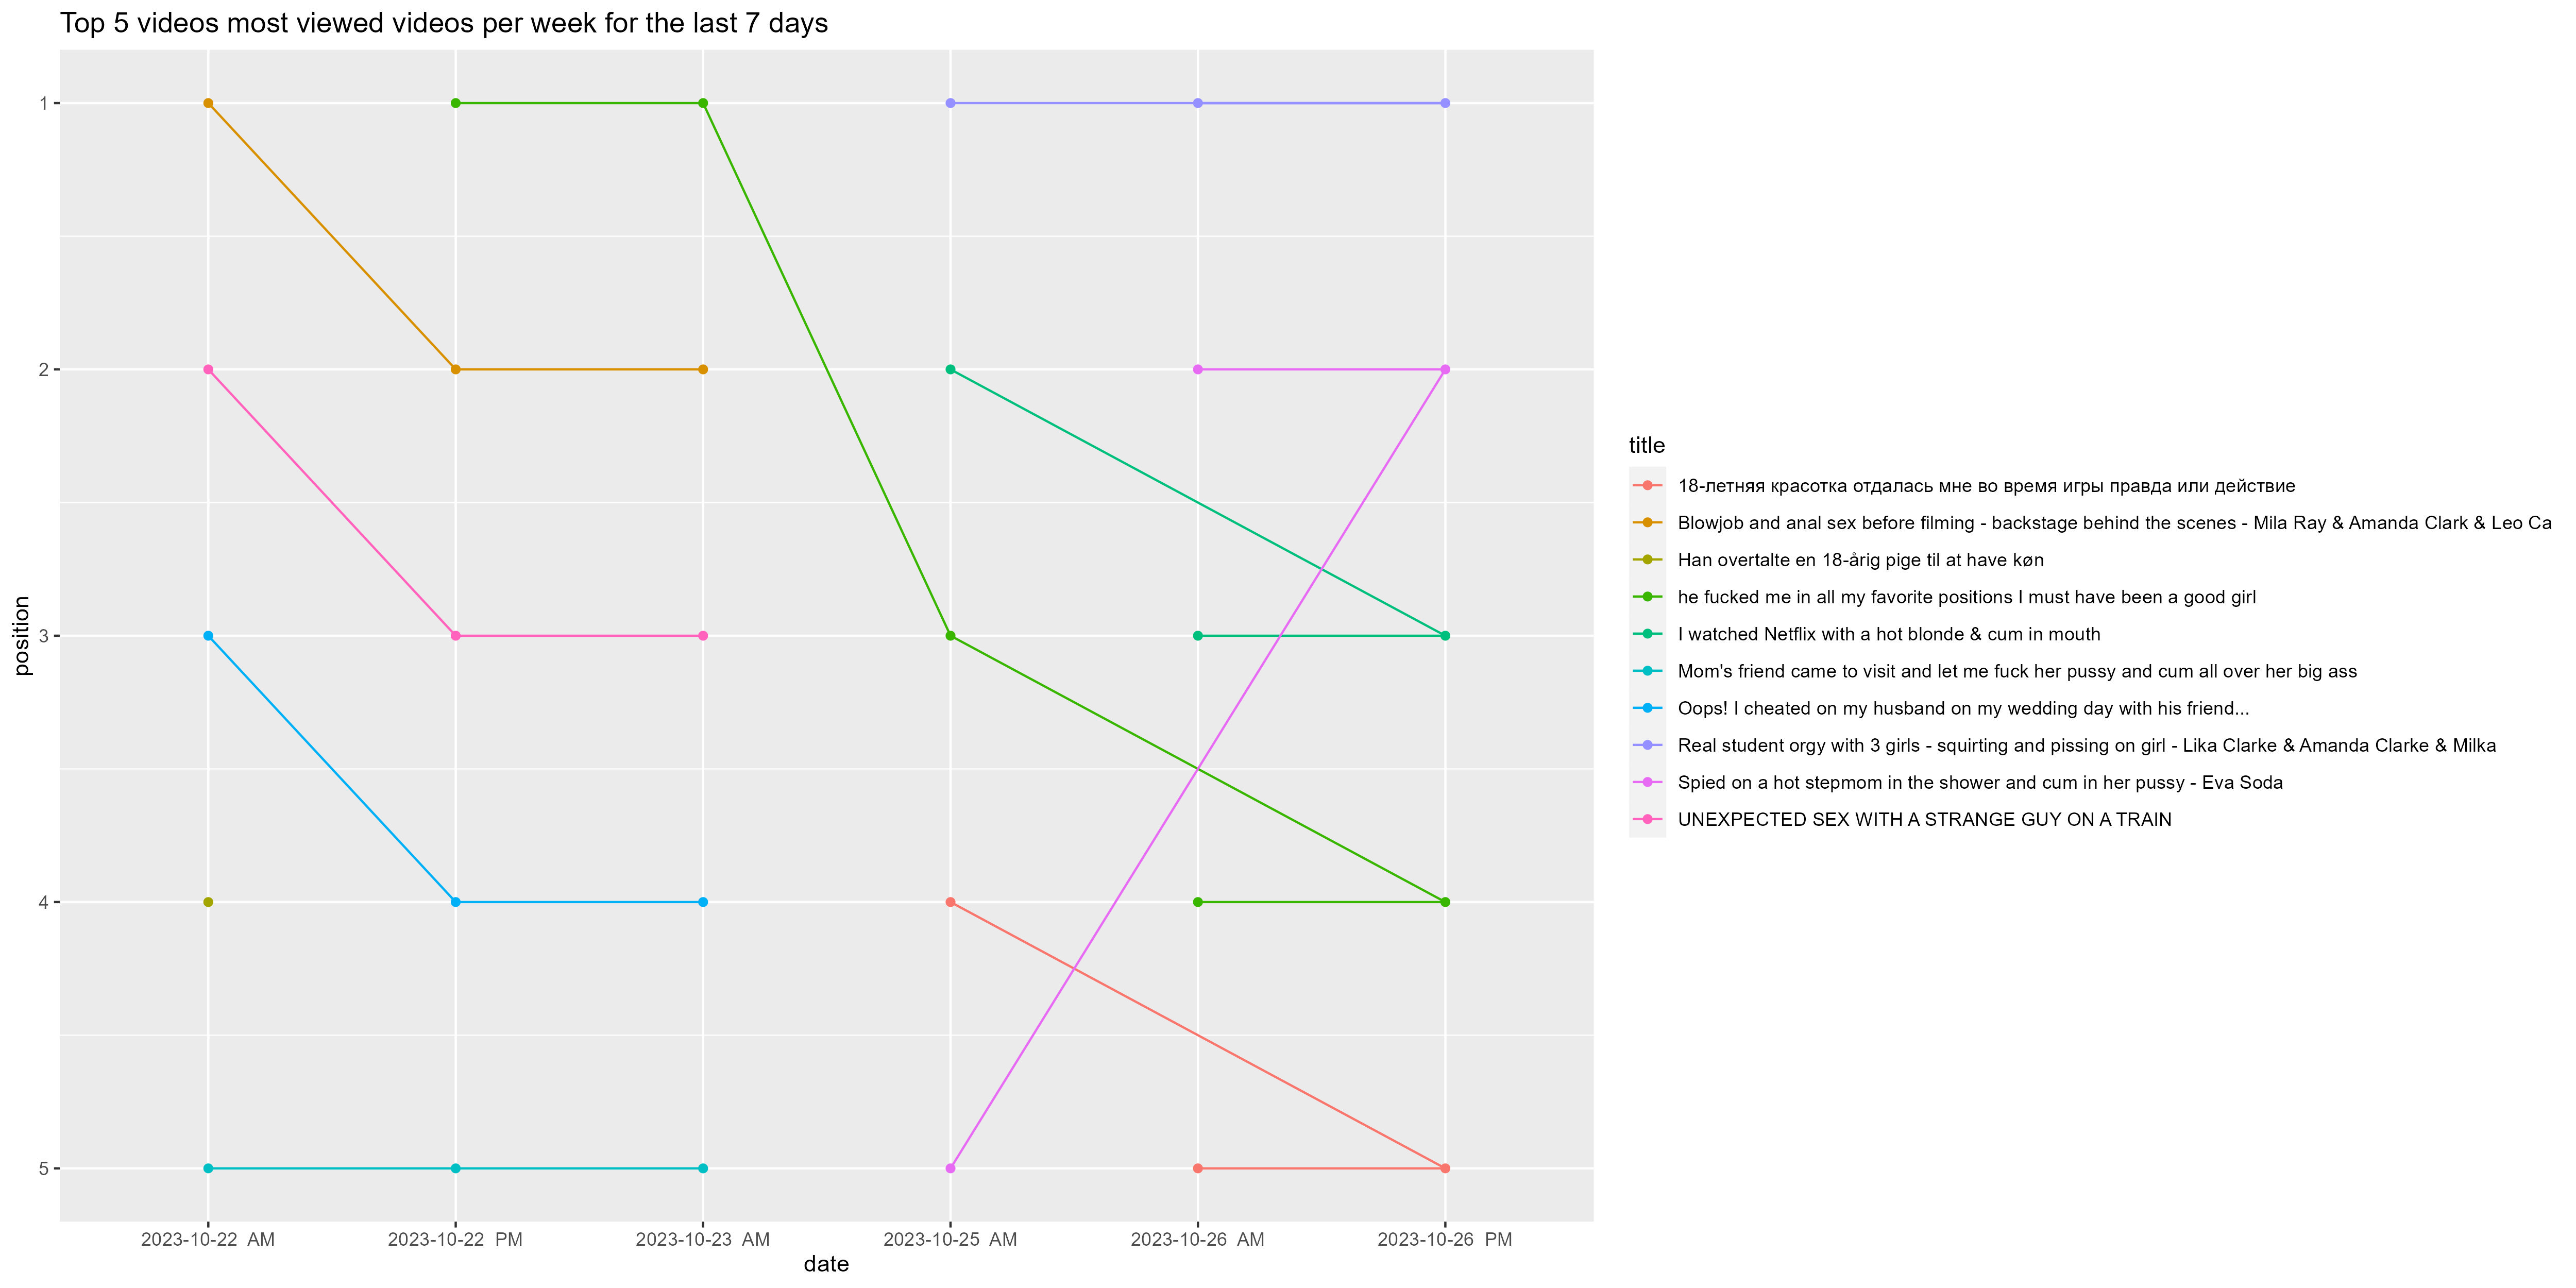 Top 5 videos most viewed videos per week for the last 7 days
1
2
3
4
5
position
2023-10-22 AM
2023-10-22 PM
2023-10-23 AM
2023-10-25 AM
2023-10-26 AM
2023-10-26 PM
date
title
18-летняя красотка отдалась мне во время игры правда или действие
Blowjob and anal sex before filming - backstage behind the scenes - Mila Ray & Amanda Clark & Leo Ca
Han overtalte en 18-årig pige til at have køn
he fucked me in all my favorite positions I must have been a good girl
I watched Netflix with a hot blonde & cum in mouth
Mom's friend came to visit and let me fuck her pussy and cum all over her big ass
Oops! I cheated on my husband on my wedding day with his friend...
Real student orgy with 3 girls - squirting and pissing on girl - Lika Clarke & Amanda Clarke & Milka
Spied on a hot stepmom in the shower and cum in her pussy - Eva Soda
UNEXPECTED SEX WITH A STRANGE GUY ON A TRAIN